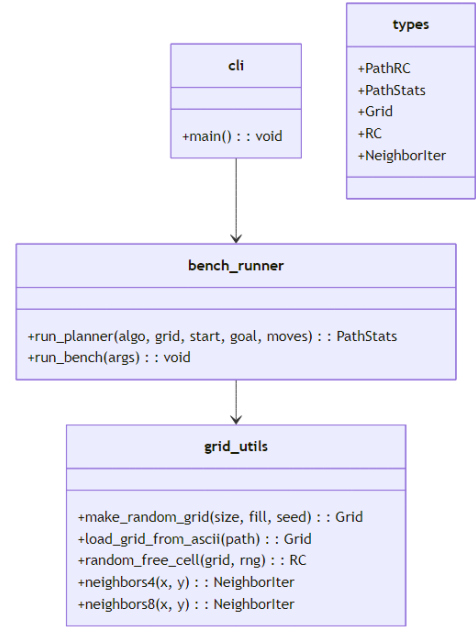 types
+PathRC
+PathStats
+Grid
+RC
+NeighborIter
cli
+main() : : void
bench_runner
+run_planner(algo, grid, start, goal, moves) : : PathStats
+run_bench(args) : : void
grid_utils
+make_random_grid(size, fill, seed) : : Grid
+load_grid_from_ascii(path) : : Grid
+random_free_cell(grid, rng) : : RC
+neighbors4(x, y) : : NeighborIter
+neighbors8(x, y) : : NeighborIter